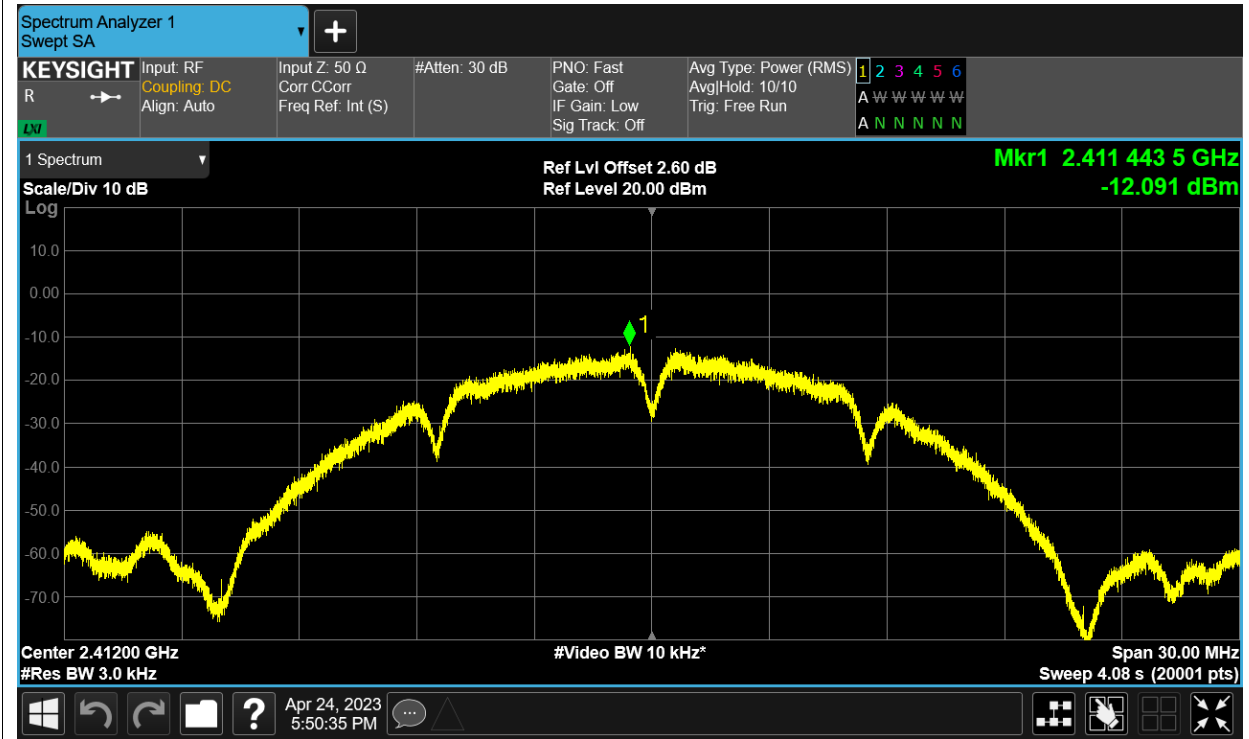 Spectrum Analyzer 1
Swept SA
+
KEYSIGHT
R
LXI
Input: RF
Coupling: DC
Align: Auto
Input Z: 50 Ω
Corr CCorr
Freq Ref: Int (S)
#Atten: 30 dB
PNO: Fast
Gate: Off
IF Gain: Low
Sig Track: Off
Avg Type: Power (RMS)
Avg|Hold: 10/10
Trig: Free Run
1 2 3 4 5 6
A W W W W W
A N N N N N
1 Spectrum
Scale/Div 10 dB
Log
Ref Lvl Offset 2.60 dB
Ref Level 20.00 dBm
Mkr1 2.411 443 5 GHz
-12.091 dBm
10.0
0.00
-10.0
-20.0
-30.0
-40.0
-50.0
-60.0
-70.0
1
Center 2.41200 GHz
#Res BW 3.0 kHz
#Video BW 10 kHz*
Span 30.00 MHz
Sweep 4.08 s (20001 pts)
?
Apr 24, 2023
5:50:35 PM